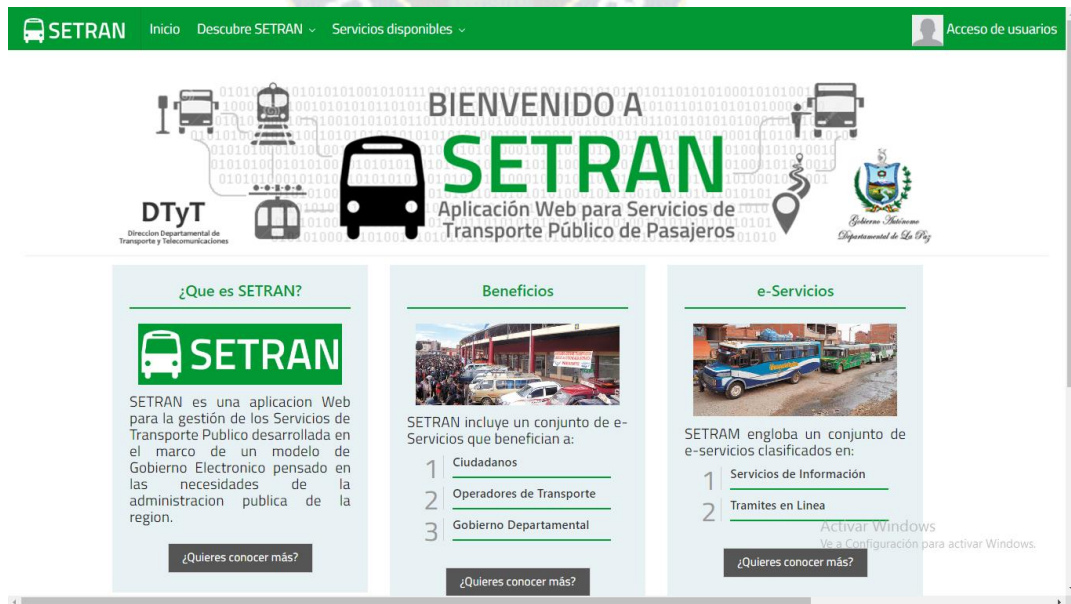 SETRAN
Inicio
Descubre SETRAN
Servicios disponibles
Acceso de usuarios
BIENVENIDO A
SETRAN
Aplicación Web para Servicios de
Transporte Público de Pasajeros
DTyT
Direccion Departamental de
Transporte y Telecomunicaciones
Gobierno Autónomo
Departamental de La Paz
¿Que es SETRAN?
SETRAN
SETRAN es una aplicacion Web
para la gestión de los Servicios de
Transporte Publico desarrollada en
el marco de un modelo de
Gobierno Electronico pensado en
las necesidades de la
administracion publica de la
region.
¿Quieres conocer más?
Beneficios
SETRAN incluye un conjunto de e-
Servicios que benefician a:
1 Ciudadanos
2 Operadores de Transporte
3 Gobierno Departamental
¿Quieres conocer más?
e-Servicios
SETRAM engloba un conjunto de
e-servicios clasificados en:
1 Servicios de Información
2 Tramites en Linea
¿Quieres conocer más?
Activar Windows
Ve a Configuración para activar Windows.